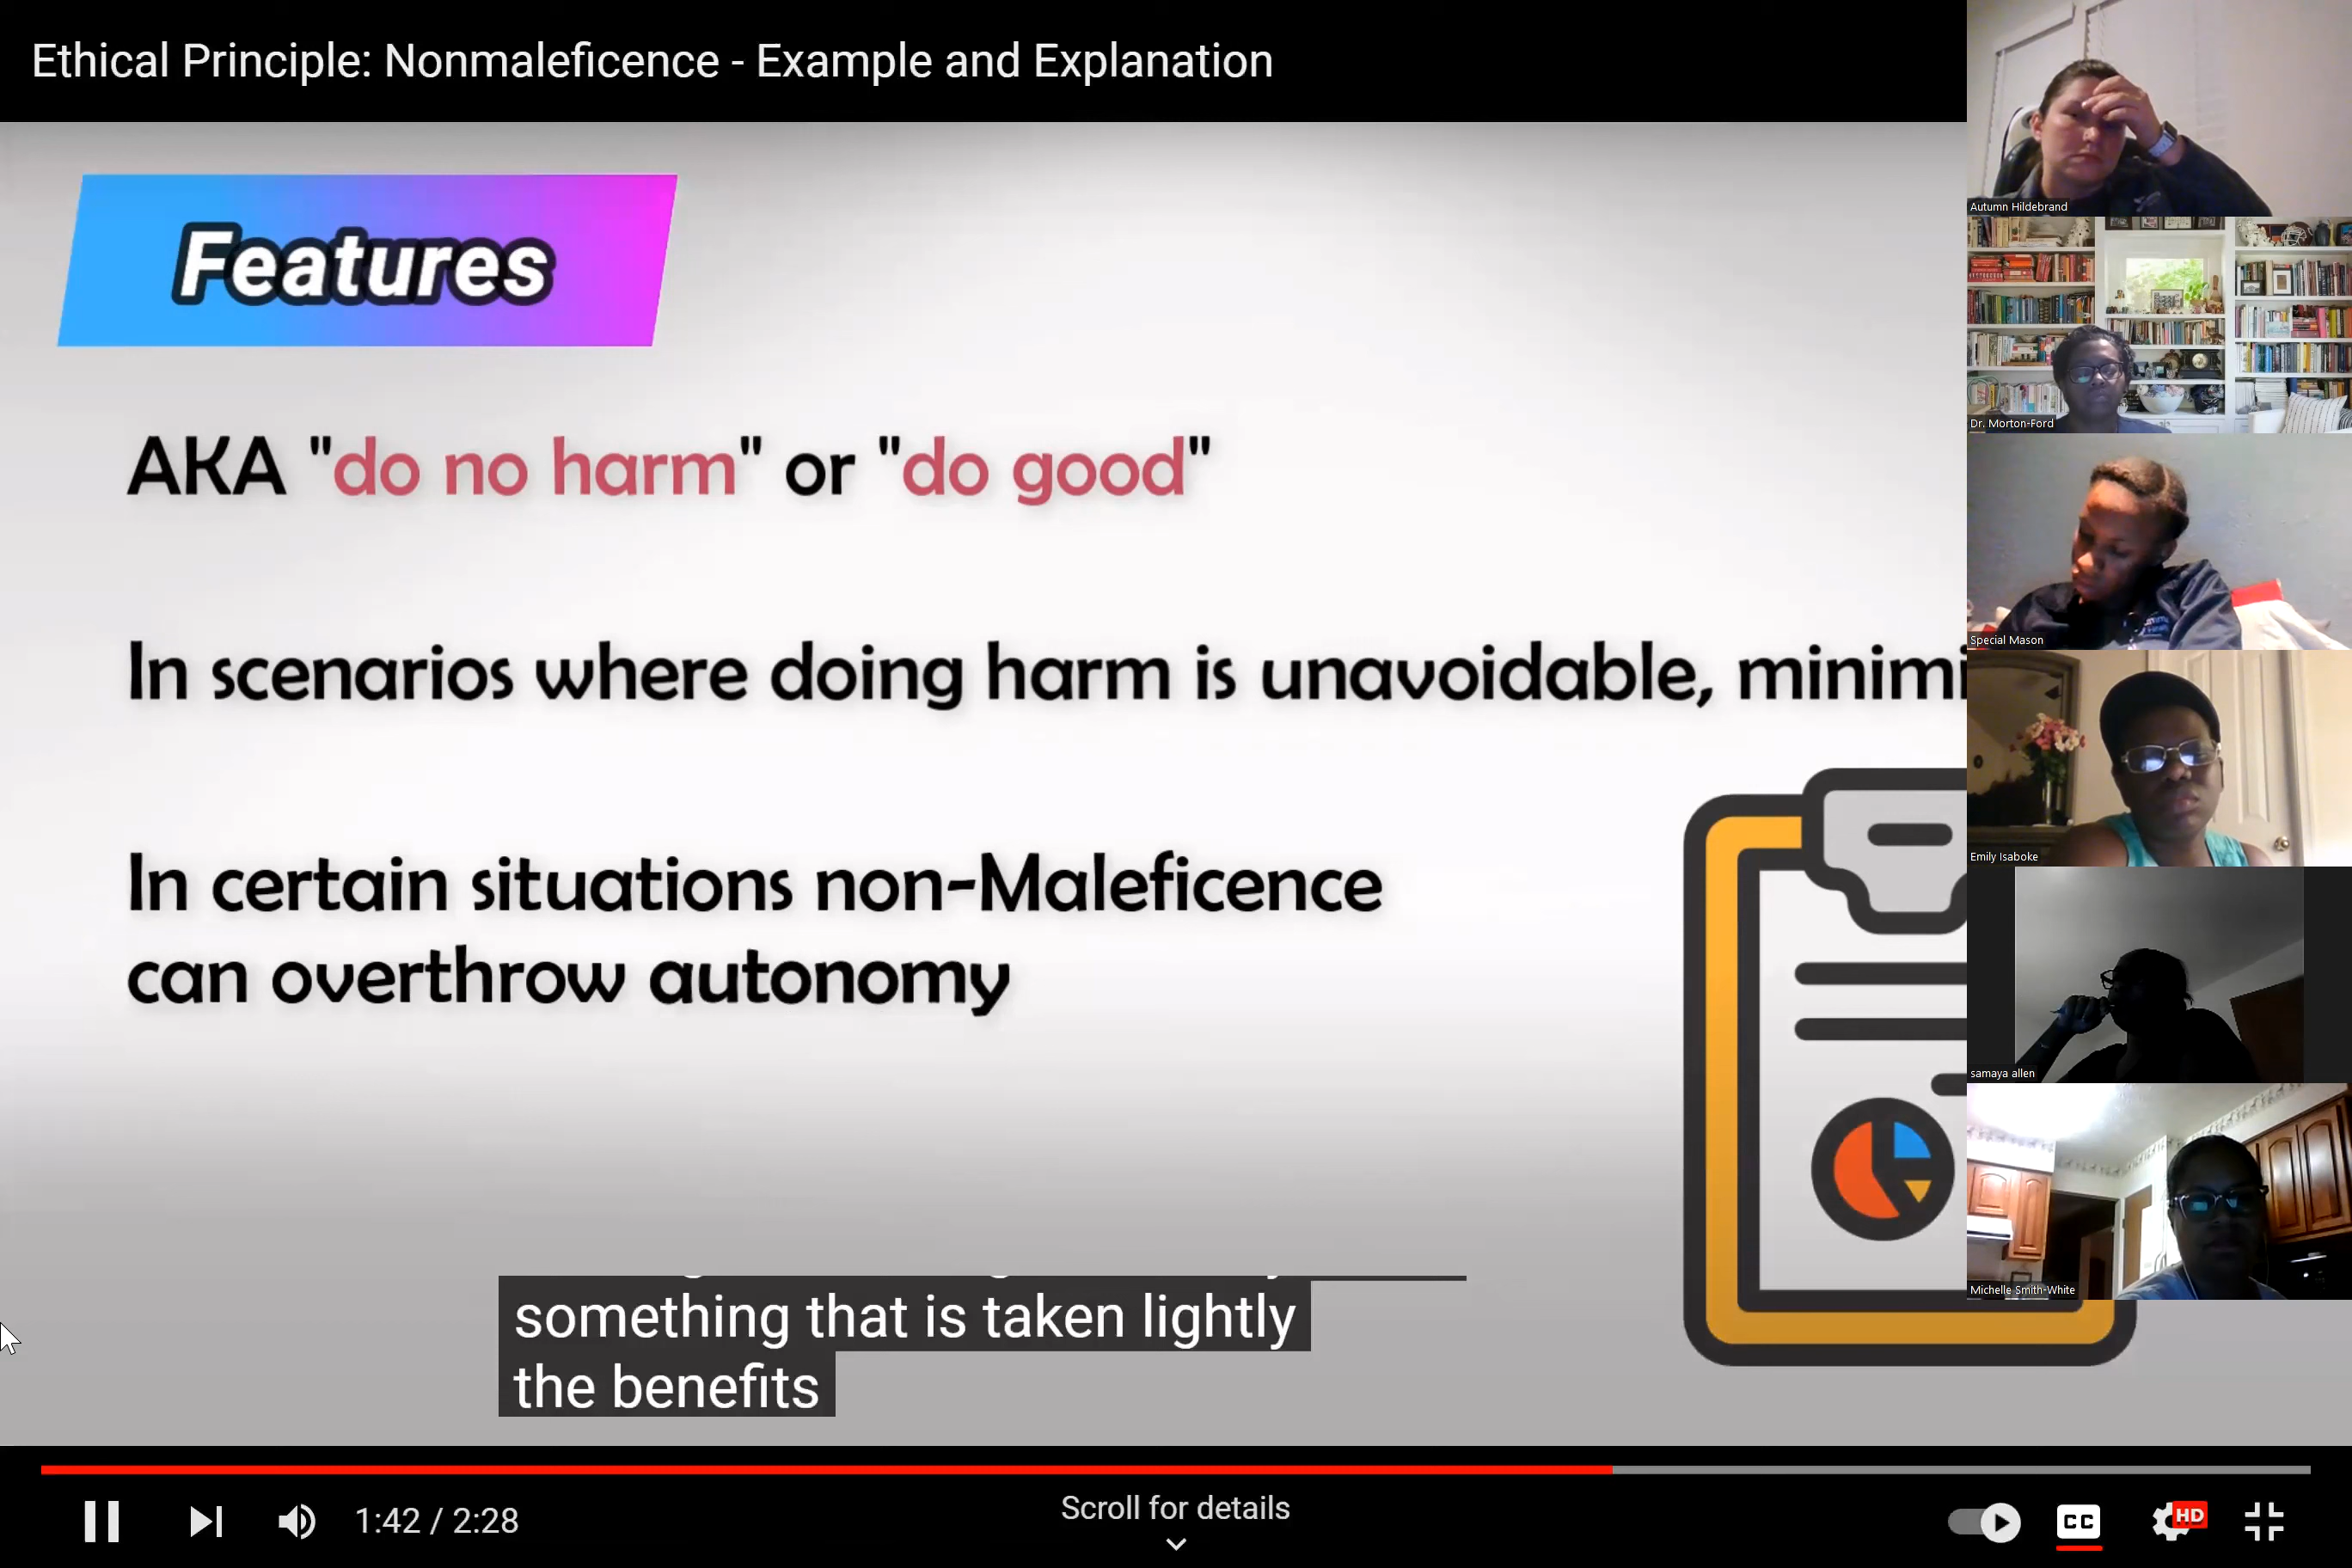 Ethical Principle: Nonmaleficence - Example and Explanation
Features
AKA "do no harm" or "do good"
In scenarios where doing harm is unavoidable, minimi
In certain situations non-Maleficence
can overthrow autonomy
something that is taken lightly
the benefits
1:42 / 2:28
Scroll for details
CC
HD
Autumn Hildebrand
Dr. Morton-Ford
Special Mason
Emily Isaboke
samaya allen
Michelle Smith-White